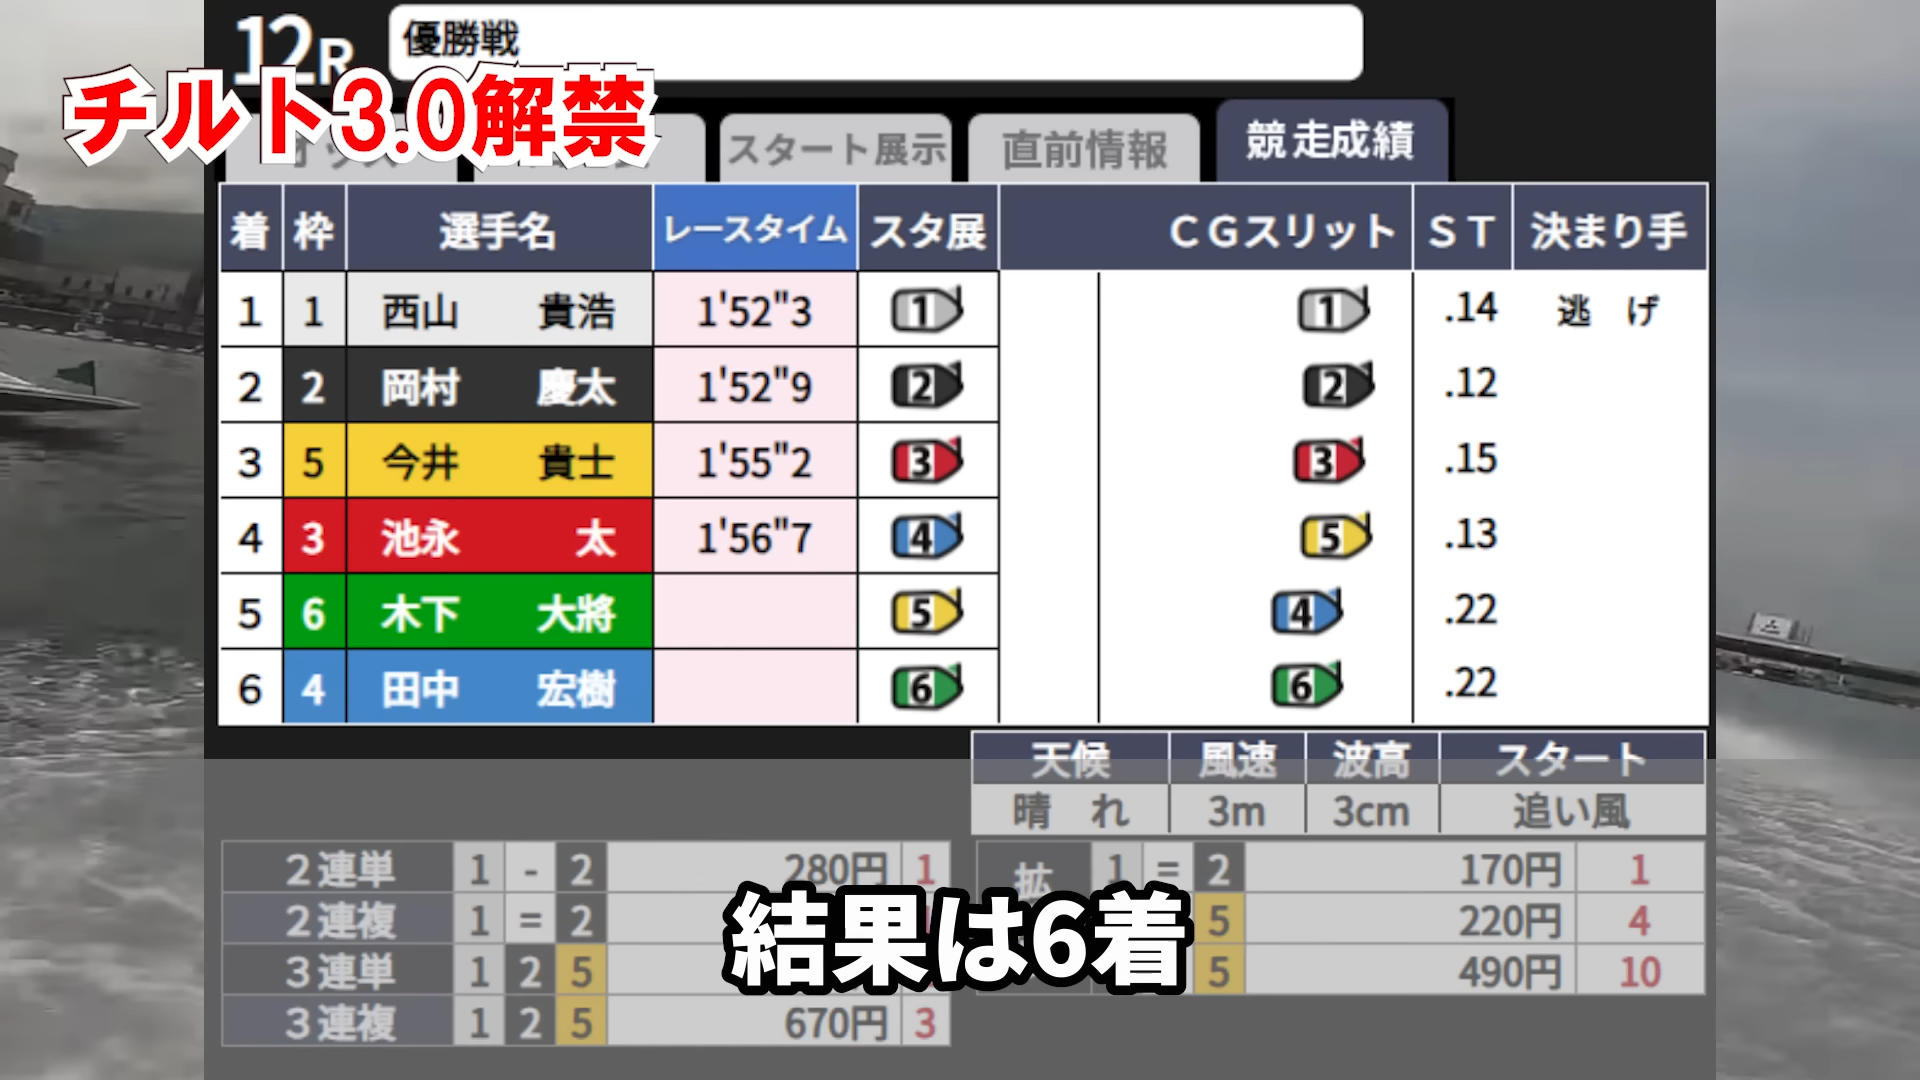 12R 優勝戦
チルト3.0解禁
スタート展示 直前情報 競走成績
着 枠 選手名 レースタイム スタ展 CGスリット ST 決まり手
1 1 西山 貴浩 1'52"3 1 1 .14 逃げ
2 2 岡村 慶太 1'52"9 2 2 .12
3 5 今井 貴士 1'55"2 3 3 .15
4 3 池永 太 1'56"7 4 5 .13
5 6 木下 大將 5 4 .22
6 4 田中 宏樹 6 6 .22
天候 風速 波高 スタート
晴れ 3m 3cm 追い風
2連単 1 - 2 280円 1
2連複 1 = 2
3連単 1 2 5
3連複 1 2 5 670円 3
拡 1 = 2 170円 1
5 220円 4
5 490円 10
結果は6着